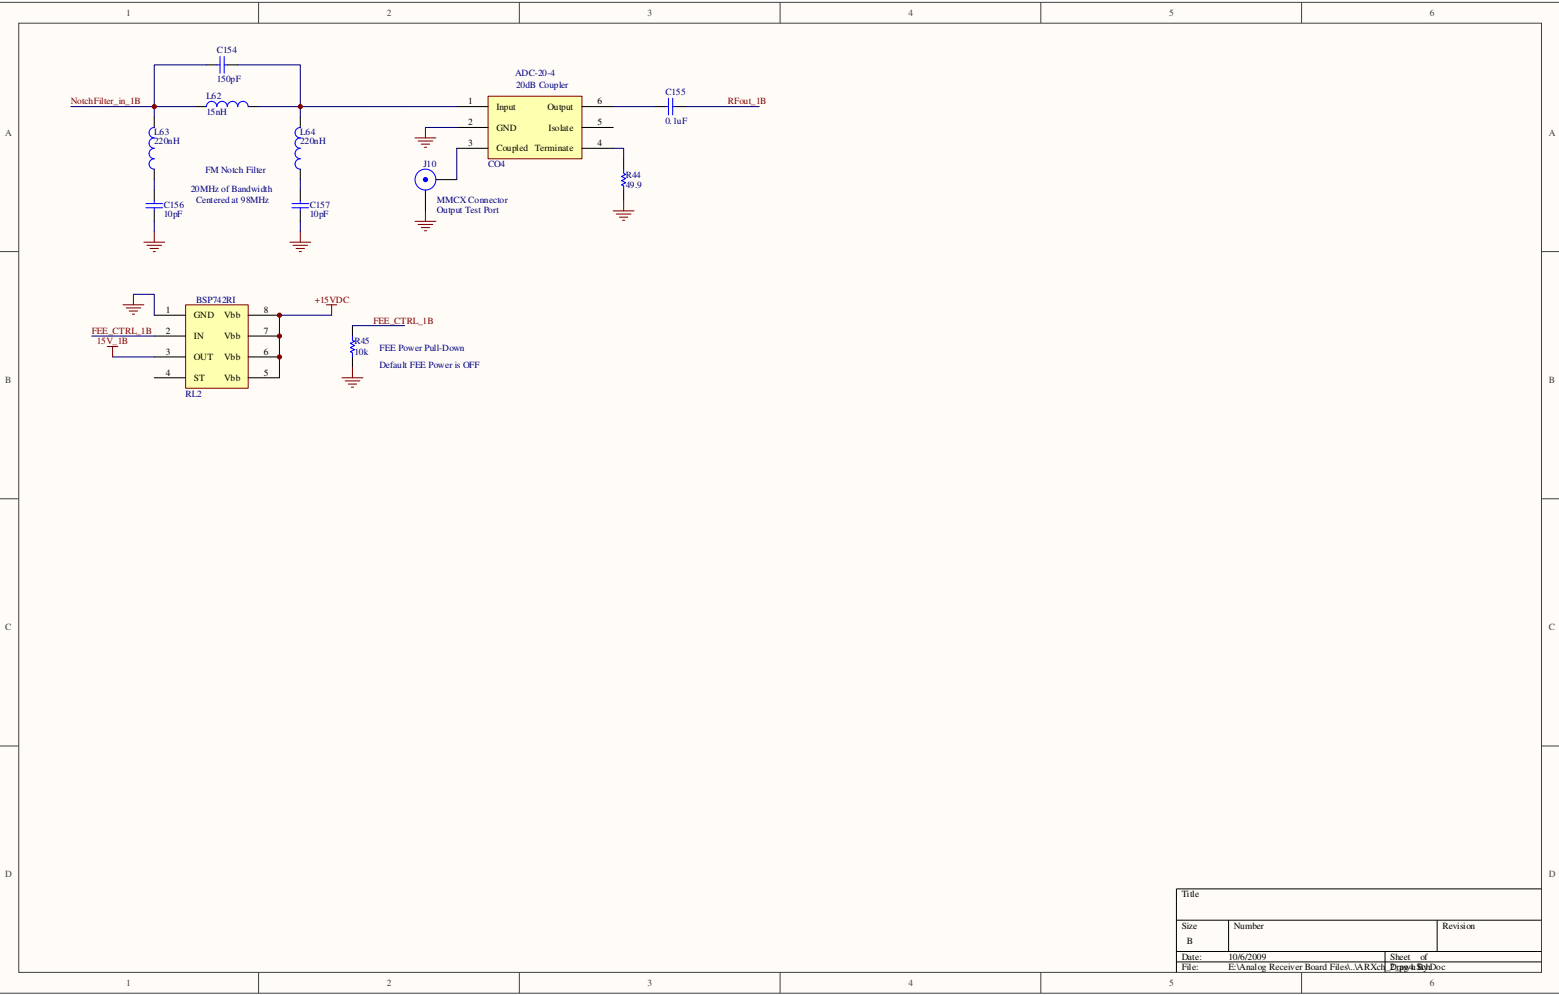 1 2 3 4 5 6
A A
B B
C C
D D
C154
150pF
NotchFilter_in_1B
L62
15nH
L63
220nH
L64
220nH
FM Notch Filter
20MHz of Bandwidth
Centered at 98MHz
C156
10pF
C157
10pF
ADC-20-4
20dB Coupler
1 Input Output 6
2 GND Isolate 5
3 Coupled Terminate 4
CO4
C155
0.1uF
RFout_1B
J10
MMCX Connector
Output Test Port
R44
49.9
BSP742RI
1 GND Vbb 8
2 IN Vbb 7
3 OUT Vbb 6
4 ST Vbb 5
RL2
FEE_CTRL_1B
15V_1B
+15VDC
FEE_CTRL_1B
R45
10k
FEE Power Pull-Down
Default FEE Power is OFF
Title
Size Number Revision
B
Date: 10/6/2009 Sheet of
File: E:\Analog Receiver Board Files\..\ARXch
1 2 3 4 5 6